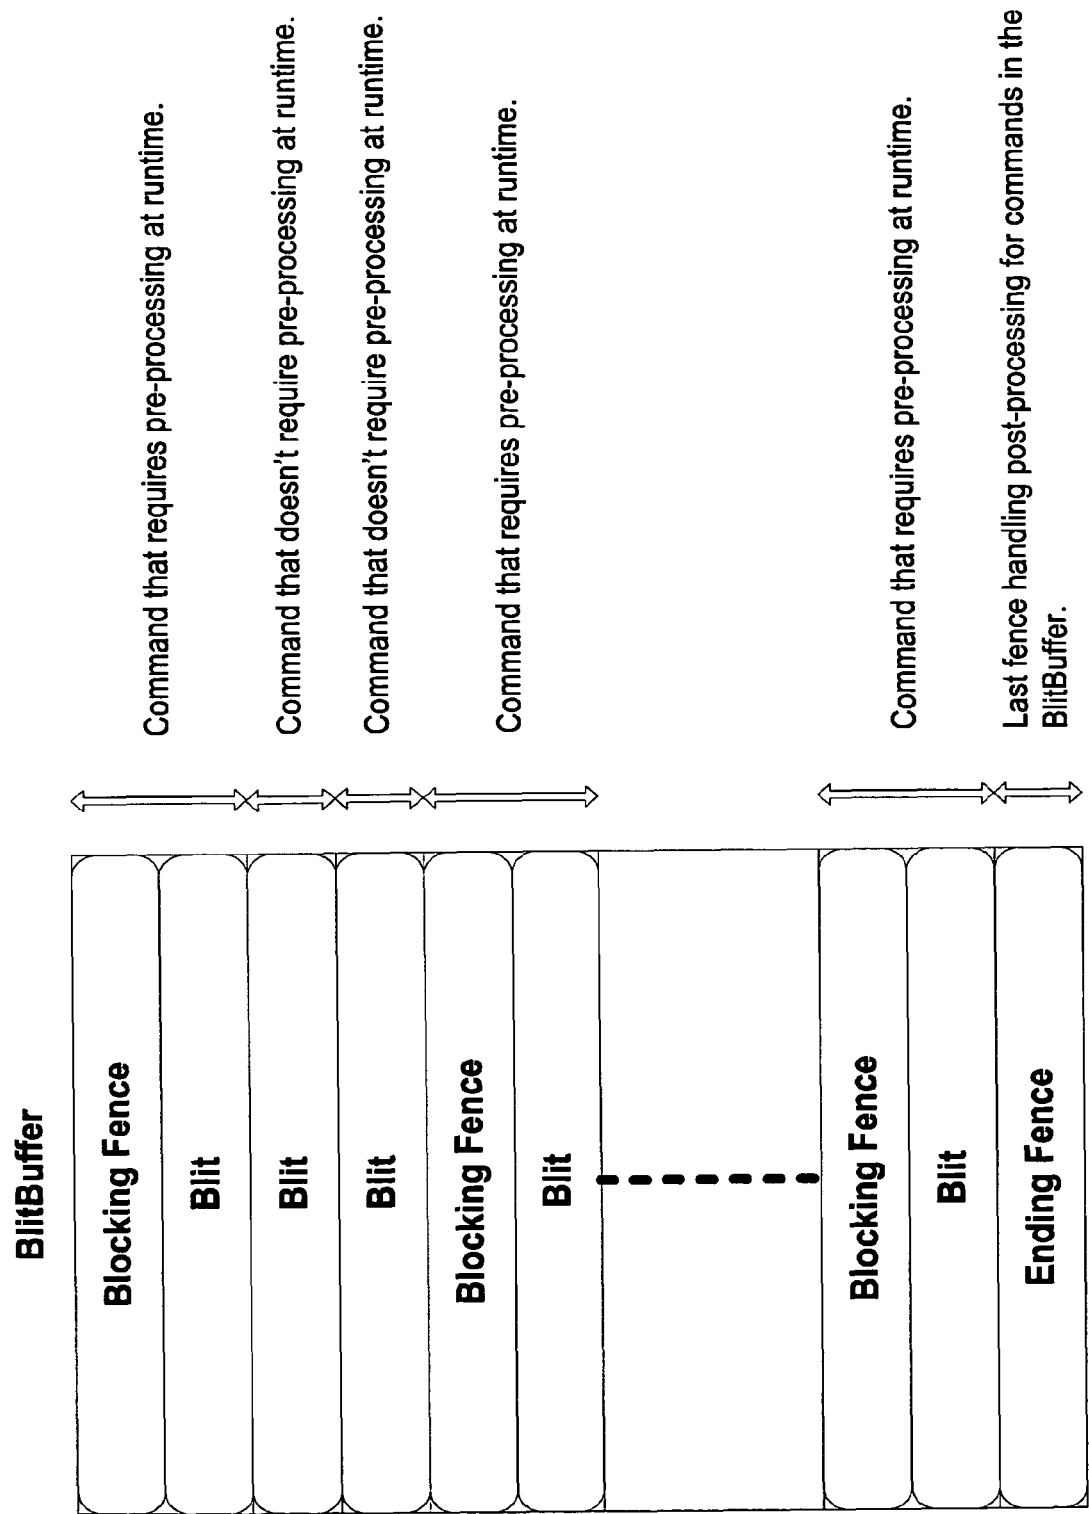 BlitBuffer
Blocking Fence
Command that requires pre-processing at runtime.
Blit
Blit
Command that doesn't require pre-processing at runtime.
Blit
Command that doesn't require pre-processing at runtime.
Blocking Fence
Command that requires pre-processing at runtime.
Blit
Blocking Fence
Command that requires pre-processing at runtime.
Blit
Ending Fence
Last fence handling post-processing for commands in the
BlitBuffer.